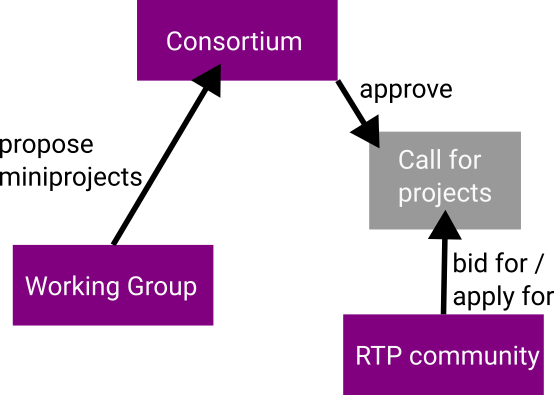 Consortium
approve
propose
miniprojects
Call for
projects
Working Group
bid for /
apply for
RTP community